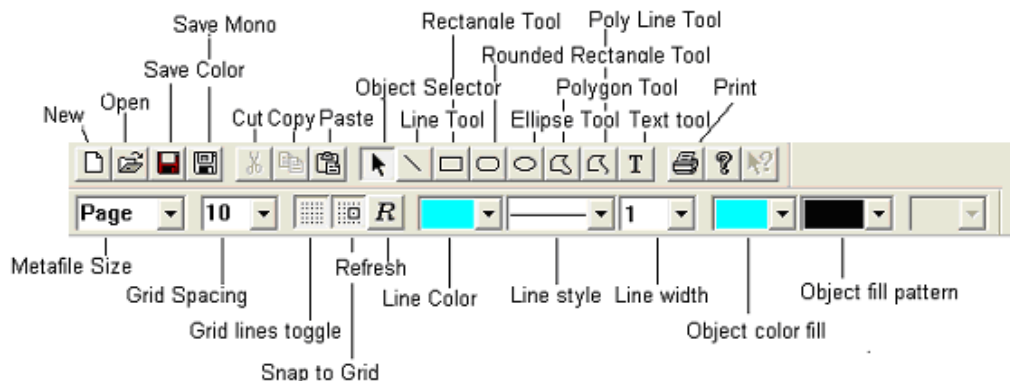 Save Mono
Rectangle Tool
Poly Line Tool
Save Color
Rounded Rectangle Tool
Object Selector
Polygon Tool
Print
New
Open
Cut Copy Paste
Line Tool
Ellipse Tool
Text tool
T
Page
10
R
1
Metafile Size
Grid Spacing
Refresh
Line Color
Line style
Line width
Object fill pattern
Grid lines toggle
Object color fill
Snap to Grid